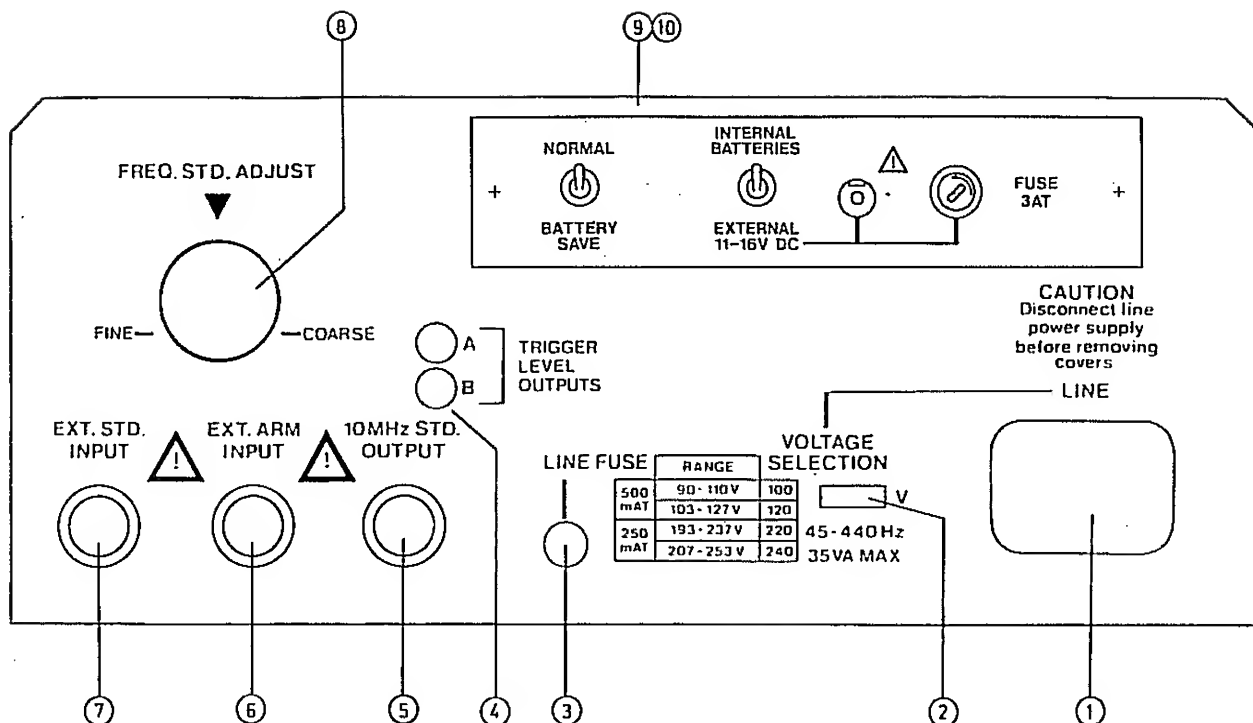 8
9 10
FREQ. STD. ADJUST
FINE
COARSE
NORMAL
BATTERY
SAVE
INTERNAL
BATTERIES
EXTERNAL
11-16V DC
!
FUSE
3AT
A
B
TRIGGER
LEVEL
OUTPUTS
CAUTION
Disconnect line
power supply
before removing
covers
LINE
EXT. STD.
INPUT
!
EXT. ARM
INPUT
!
10MHz STD.
OUTPUT
LINE FUSE
RANGE
500
mAT
90-110V 100
103-127V 120
250
mAT
193-237V 220
207-253V 240
VOLTAGE
SELECTION
V
45-440Hz
35VA MAX
7
6
5
4
3
2
1